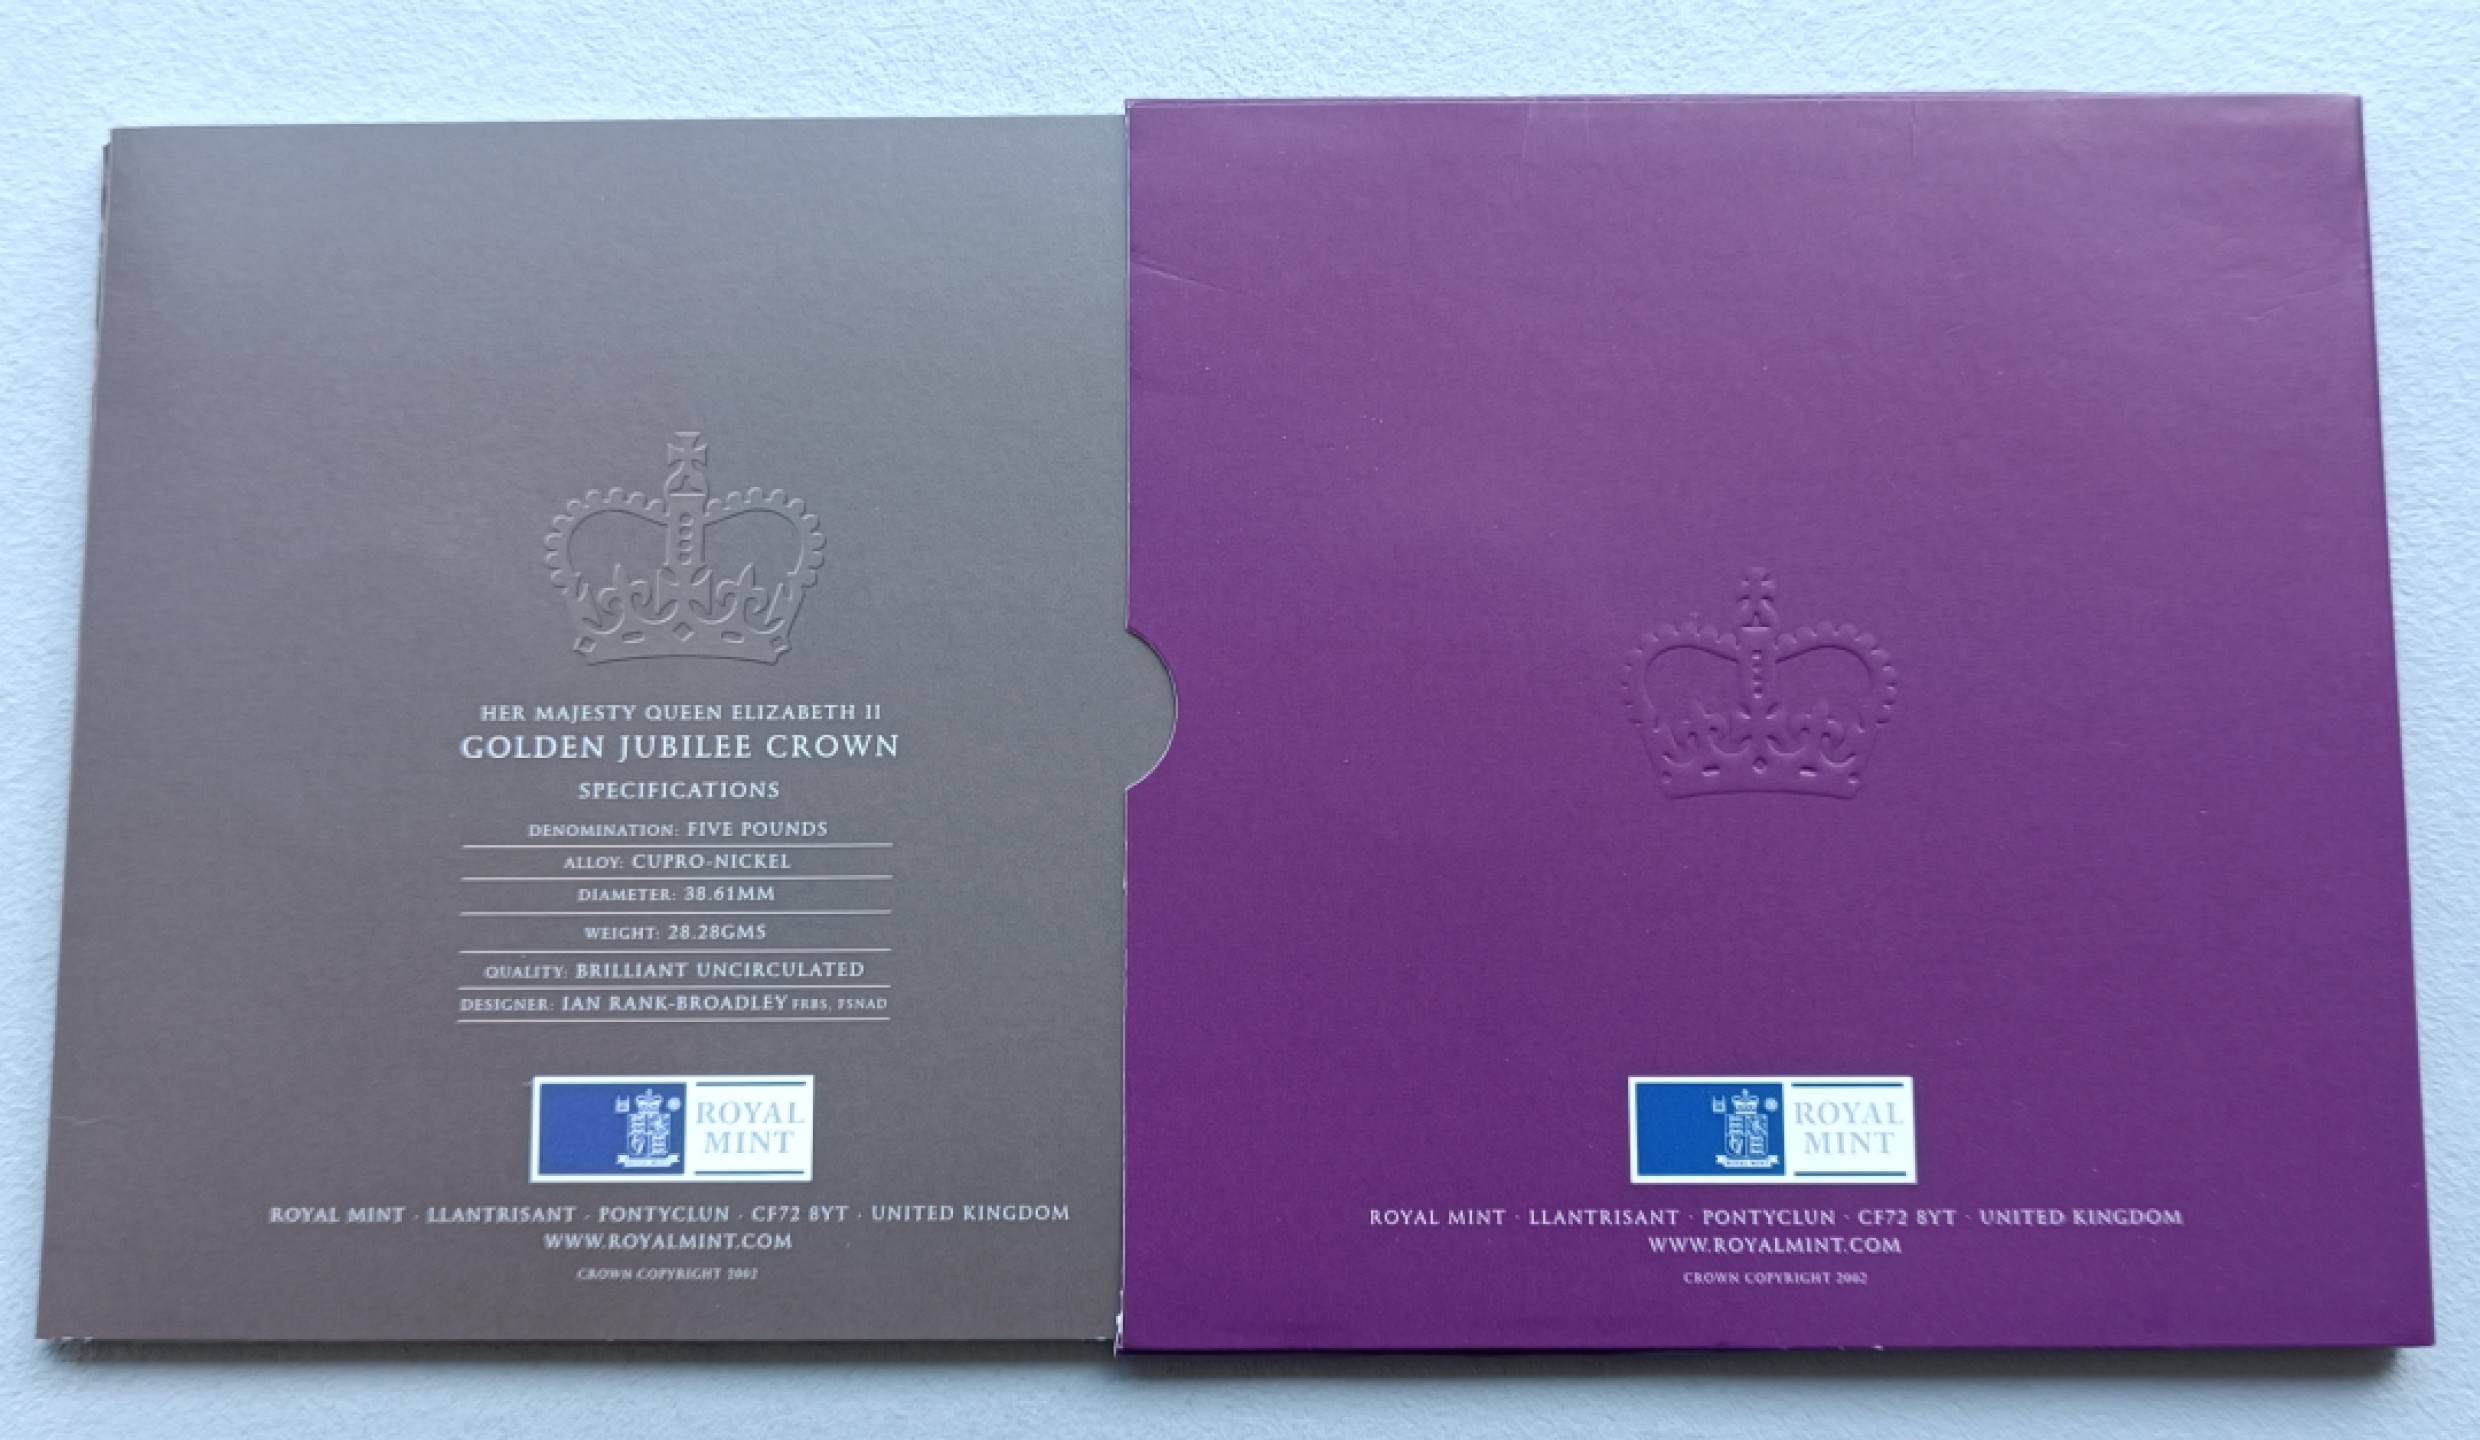 HER MAJESTY QUEEN ELIZABETH II
GOLDEN JUBILEE CROWN
SPECIFICATIONS
DENOMINATION: FIVE POUNDS
ALLOY: CUPRO-NICKEL
DIAMETER: 38.61MM
WEIGHT: 28.28GMS
QUALITY: BRILLIANT UNCIRCULATED
DESIGNER: IAN RANK-BROADLEY FRBS, FSNAD
ROYAL
MINT
ROYAL MINT · LLANTRISANT · PONTYCLUN · CF72 8YT · UNITED KINGDOM
WWW.ROYALMINT.COM
CROWN COPYRIGHT 2002
ROYAL
MINT
ROYAL MINT · LLANTRISANT · PONTYCLUN · CF72 8YT · UNITED KINGDOM
WWW.ROYALMINT.COM
CROWN COPYRIGHT 2002